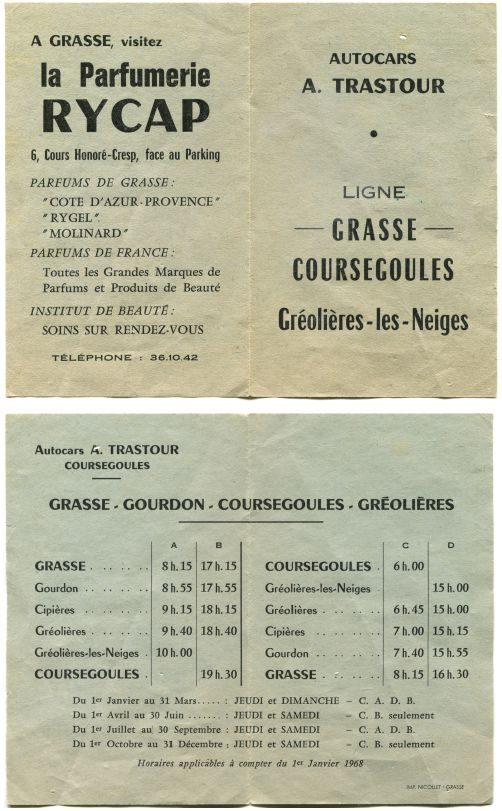 A GRASSE, visitez
la Parfumerie
RYCAP
6, Cours Honoré-Cresp, face au Parking
PARFUMS DE GRASSE :
"COTE D'AZUR-PROVENCE"
"RYGEL"
"MOLINARD"
PARFUMS DE FRANCE :
Toutes les Grandes Marques de
Parfums et Produits de Beauté
INSTITUT DE BEAUTÉ :
SOINS SUR RENDEZ-VOUS
TÉLÉPHONE : 36.10.42
AUTOCARS
A. TRASTOUR
•
LIGNE
— GRASSE —
COURSEGOULES
Gréolières-les-Neiges
Autocars A. TRASTOUR
COURSEGOULES
GRASSE - GOURDON - COURSEGOULES - GRÉOLIÈRES
A B
GRASSE . . . . . . 8 h. 15 17 h. 15
Gourdon . . . . . . 8 h. 55 17 h. 55
Cipières . . . . . . 9 h. 15 18 h. 15
Gréolières . . . . . 9 h. 40 18 h. 40
Gréolières-les-Neiges . 10 h. 00
COURSEGOULES . . . 19 h. 30
C D
COURSEGOULES . 6 h. 00
Gréolières-les-Neiges 15 h. 00
Gréolières . . . . . . 6 h. 45 15 h. 00
Cipières . . . . . . 7 h. 00 15 h. 15
Gourdon . . . . . . 7 h. 40 15 h. 55
GRASSE . . . . . . 8 h. 15 16 h. 30
Du 1er Janvier au 31 Mars . . . . . : JEUDI et DIMANCHE – C. A. D. B.
Du 1er Avril au 30 Juin . . . . . . . : JEUDI et SAMEDI – C. B. seulement
Du 1er Juillet au 30 Septembre : JEUDI et SAMEDI – C. A. D. B.
Du 1er Octobre au 31 Décembre : JEUDI et SAMEDI – C. B. seulement
Horaires applicables à compter du 1er Janvier 1968
IMP. NICOLLET - GRASSE